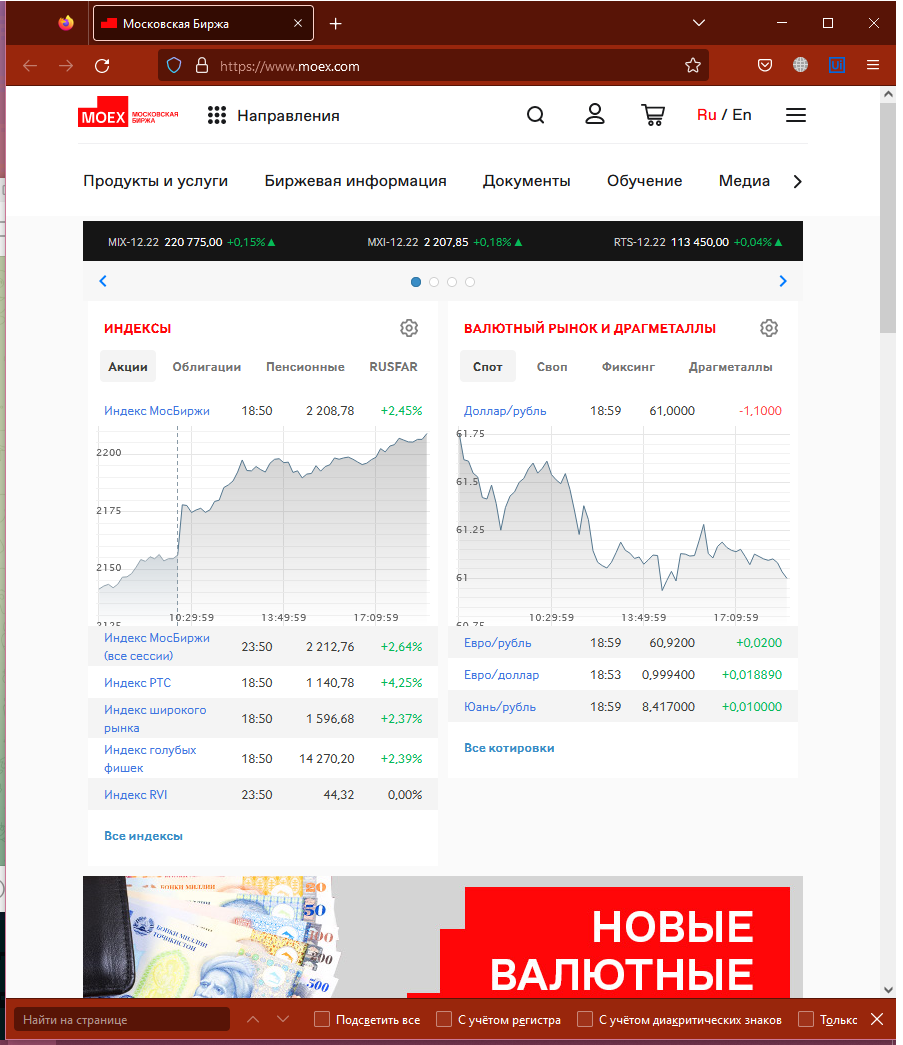 Московская Биржа
https://www.moex.com
MOEX МОСКОВСКАЯ
БИРЖА
Направления
Ru / En
Продукты и услуги Биржевая информация Документы Обучение Медиа
MIX-12.22 220 775,00 +0,15%▲ MXI-12.22 2 207,85 +0,18%▲ RTS-12.22 113 450,00 +0,04%▲
ИНДЕКСЫ
Акции Облигации Пенсионные RUSFAR
Индекс МосБиржи 18:50 2 208,78 +2,45%
2200
2175
2150
2125
10:29:59 13:49:59 17:09:59
Индекс МосБиржи
(все сессии) 23:50 2 212,76 +2,64%
Индекс РТС 18:50 1 140,78 +4,25%
Индекс широкого
рынка 18:50 1 596,68 +2,37%
Индекс голубых
фишек 18:50 14 270,20 +2,39%
Индекс RVI 23:50 44,32 0,00%
Все индексы
ВАЛЮТНЫЙ РЫНОК И ДРАГМЕТАЛЛЫ
Спот Своп Фиксинг Драгметаллы
Доллар/рубль 18:59 61,0000 -1,1000
61.75
61.5
61.25
61
60.75
10:29:59 13:49:59 17:09:59
Евро/рубль 18:59 60,9200 +0,0200
Евро/доллар 18:53 0,999400 +0,018890
Юань/рубль 18:59 8,417000 +0,010000
Все котировки
БОНКИ МИЛЛИИ
ТОҶИКИСТОН
20
50
100
200
500
НОВЫЕ
ВАЛЮТНЫЕ
Найти на странице Подсветить все С учётом регистра С учётом диакритических знаков Только